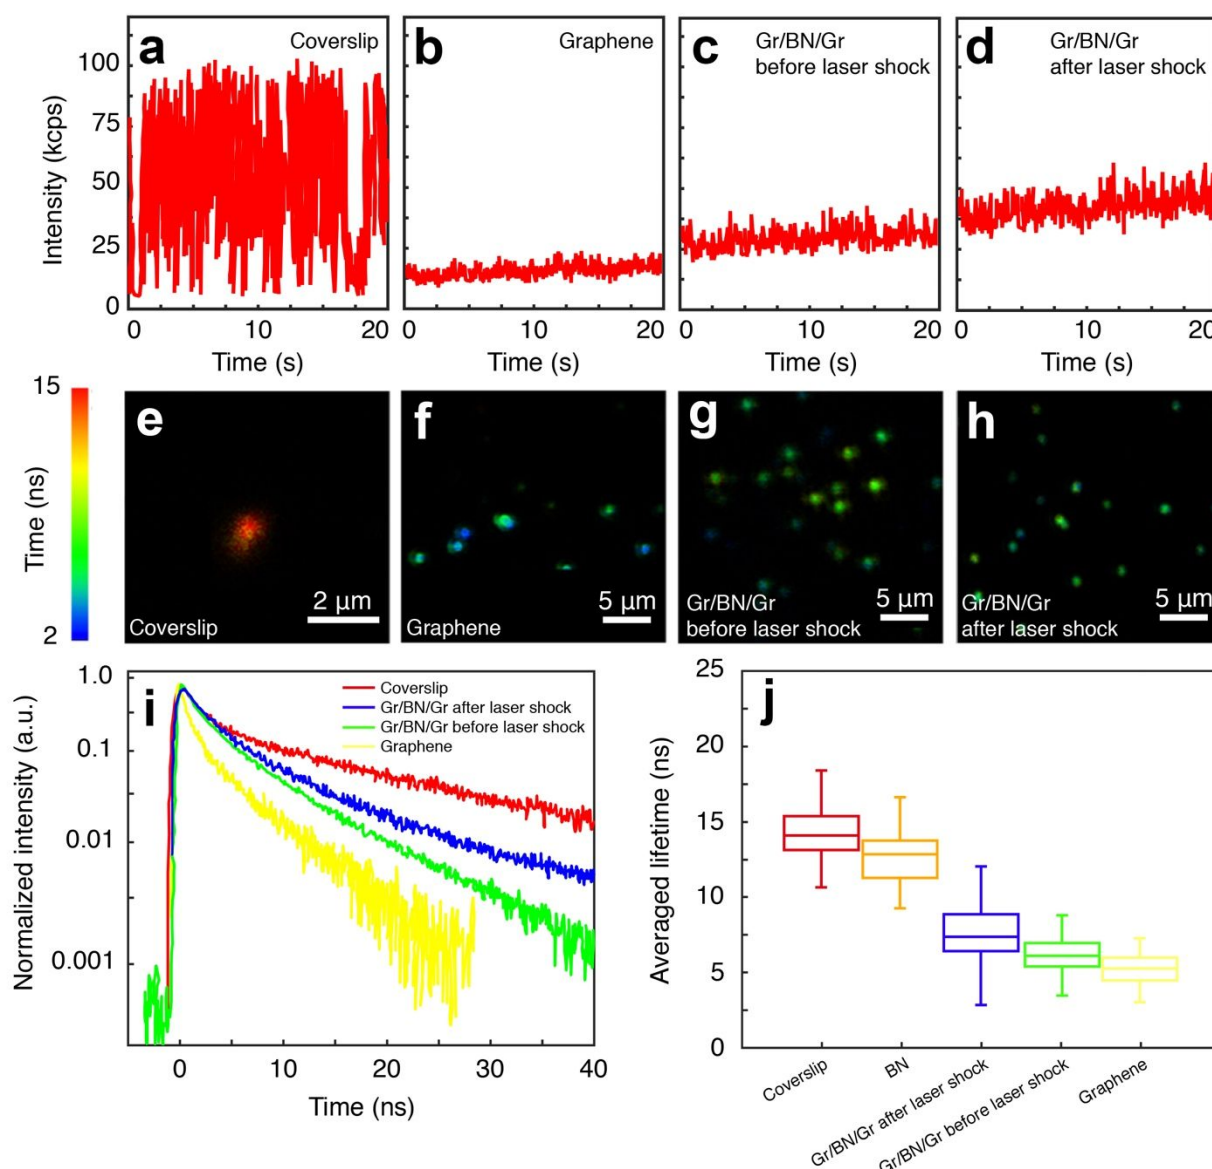 a
Coverslip
b
Graphene
c
Gr/BN/Gr
before laser shock
d
Gr/BN/Gr
after laser shock
Intensity (kcps)
100
75
50
25
0
0 10 20
Time (s)
0 10 20
Time (s)
0 10 20
Time (s)
0 10 20
Time (s)
15
Time (ns)
2
e
2 µm
Coverslip
f
5 µm
Graphene
g
5 µm
Gr/BN/Gr
before laser shock
h
5 µm
Gr/BN/Gr
after laser shock
i
Normalized intensity (a.u.)
1.0
0.1
0.01
0.001
Coverslip
Gr/BN/Gr after laser shock
Gr/BN/Gr before laser shock
Graphene
0 10 20 30 40
Time (ns)
j
Averaged lifetime (ns)
25
20
15
10
5
0
Coverslip
BN
Gr/BN/Gr after laser shock
Gr/BN/Gr before laser shock
Graphene